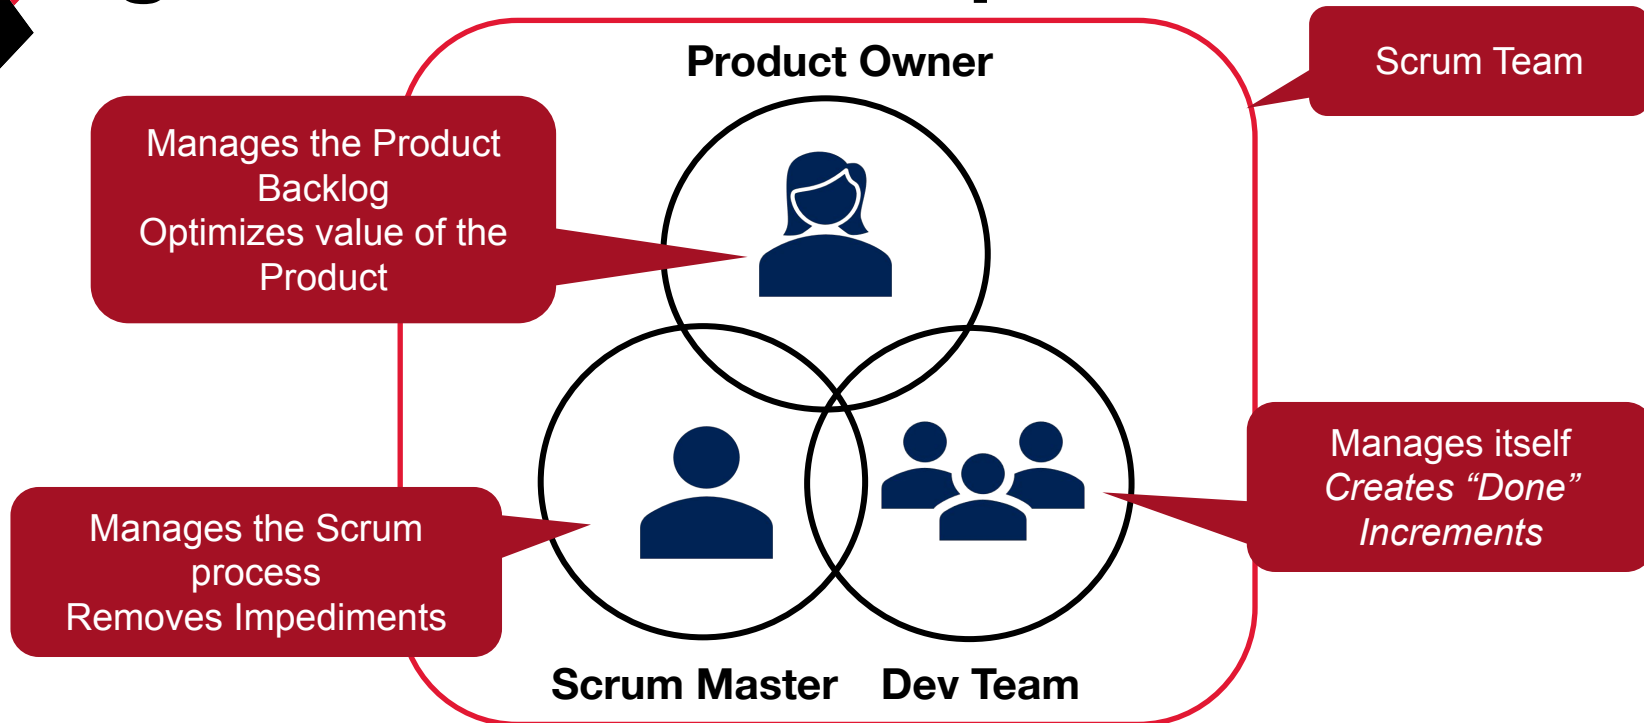 Product Owner
Scrum Team
Manages the Product
Backlog
Optimizes value of the
Product
Manages itself
Creates “Done”
Increments
Manages the Scrum
process
Removes Impediments
Scrum Master
Dev Team